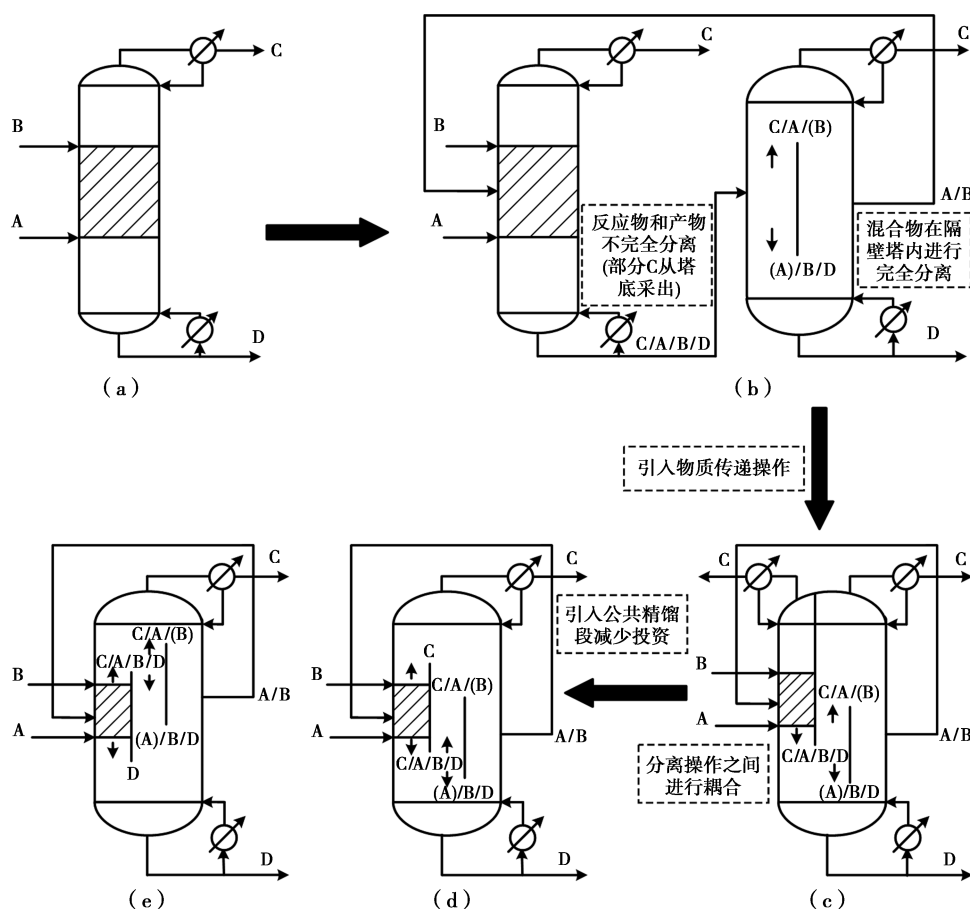 C
B
A
D
(a)
C
B
A
反应物和产物
不完全分离
(部分C从塔
底采出)
C/A/B/D
C
C/A/(B)
(A)/B/D
A/B
混合物在隔
壁塔内进行
完全分离
D
(b)
引入物质传递操作
C
C
B
A
C/A/(B)
C/A/B/D
(A)/B/D
A/B
D
分离操作之间
进行耦合
(c)
引入公共精馏
段减少投资
C
C
B
A
C/A/(B)
C/A/B/D
(A)/B/D
A/B
D
(d)
C
C/A/(B)
C/A/B/D
B
A
(A)/B/D
D
A/B
D
(e)